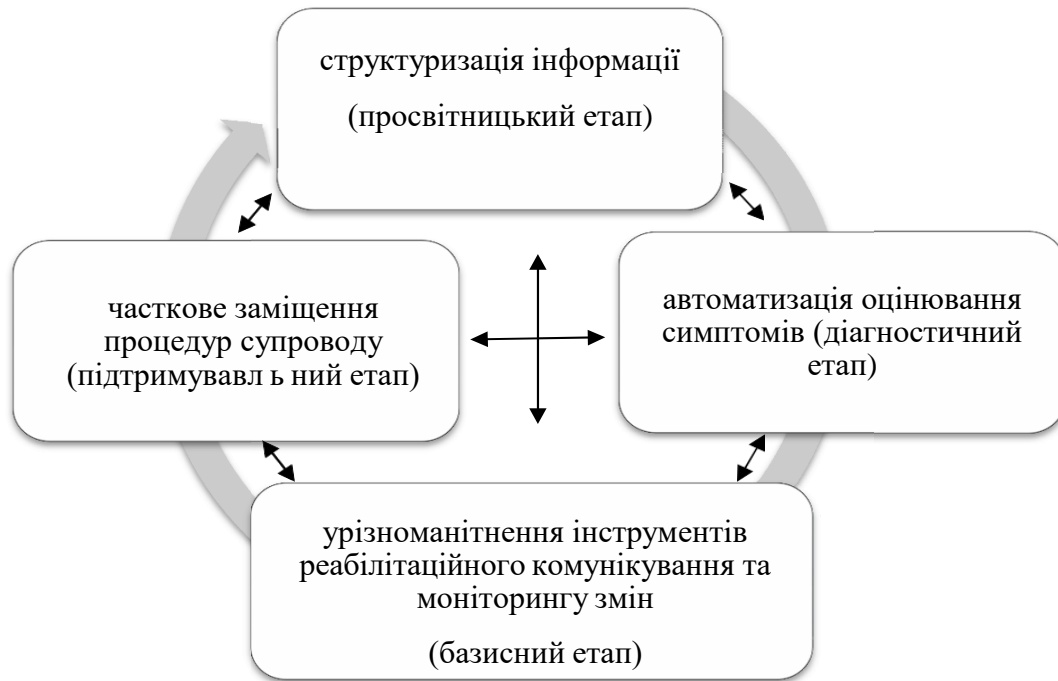 структуризація інформації
(просвітницький етап)
часткове заміщення
процедур супроводу
(підтримувавл ь ний етап)
автоматизація оцінювання
симптомів (діагностичний
етап)
урізноманітнення інструментів
реабілітаційного комунікування та
моніторингу змін
(базисний етап)